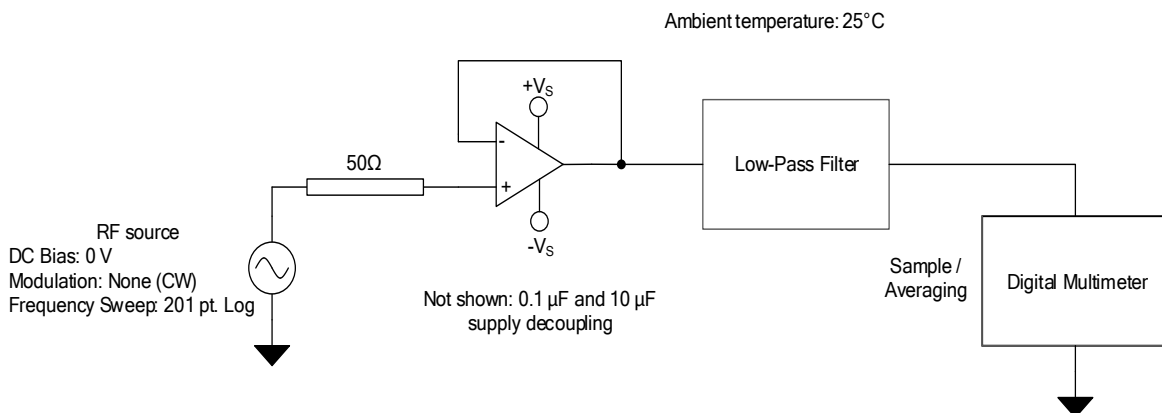 Ambient temperature: 25°C
+VS
-
+
-VS
50Ω
RF source
DC Bias: 0 V
Modulation: None (CW)
Frequency Sweep: 201 pt. Log
Not shown: 0.1 µF and 10 µF
supply decoupling
Low-Pass Filter
Sample /
Averaging
Digital Multimeter